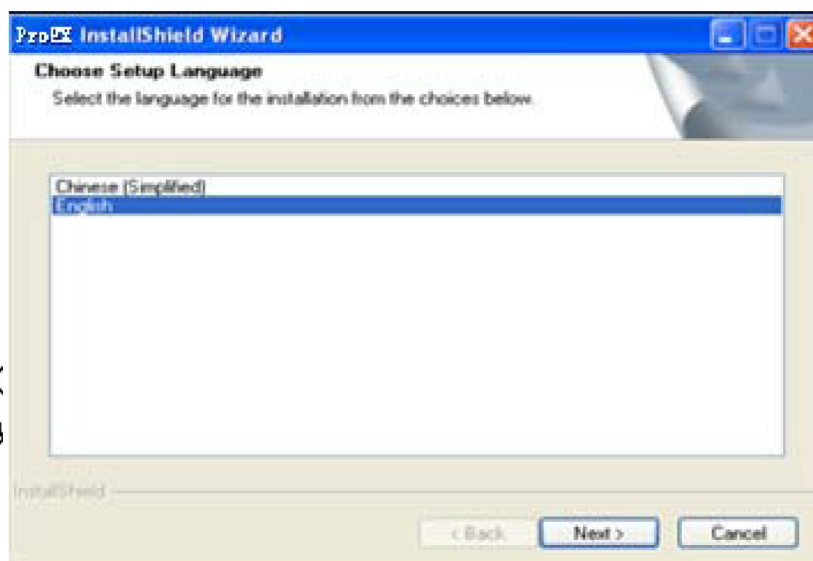 ProEX InstallShield Wizard
Choose Setup Language
Select the language for the installation from the choices below.
Chinese (Simplified)
English
InstallShield
< Back Next > Cancel